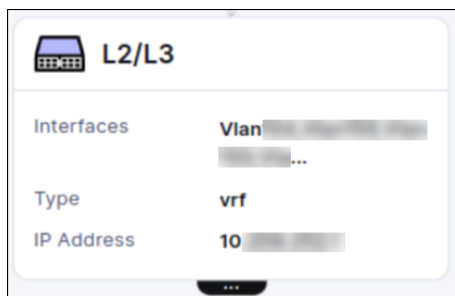 L2/L3
Interfaces Vlan
...
Type vrf
IP Address 10
...